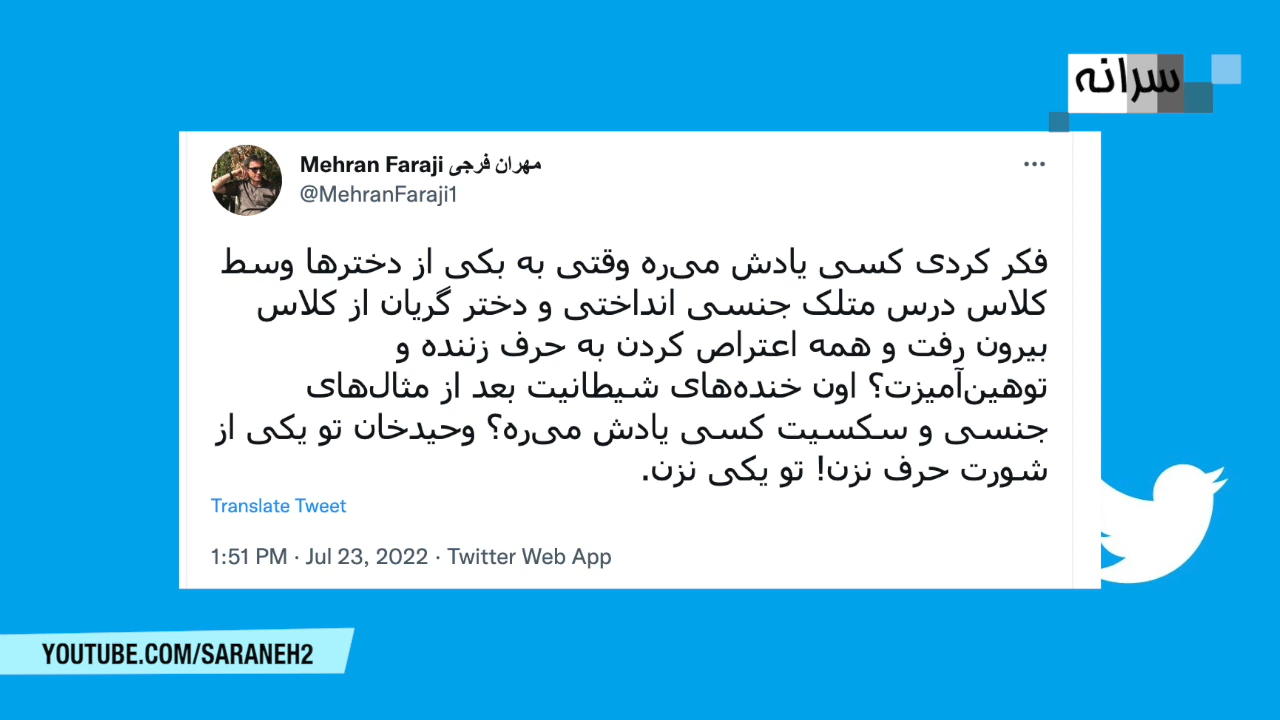 سرانه
Mehran Faraji مهران فرجی
@MehranFaraji1
فکر کردی کسی یادش می‌ره وقتی به بکی از دخترها وسط
کلاس درس متلک جنسی انداختی و دختر گریان از کلاس
بیرون رفت و همه اعتراض کردن به حرف زننده و
توهین‌آمیزت؟ اون خنده‌های شیطانیت بعد از مثال‌های
جنسی و سکسیت کسی یادش می‌ره؟ وحیدخان تو یکی از
شورت حرف نزن! تو یکی نزن.
Translate Tweet
1:51 PM · Jul 23, 2022 · Twitter Web App
YOUTUBE.COM/SARANEH2